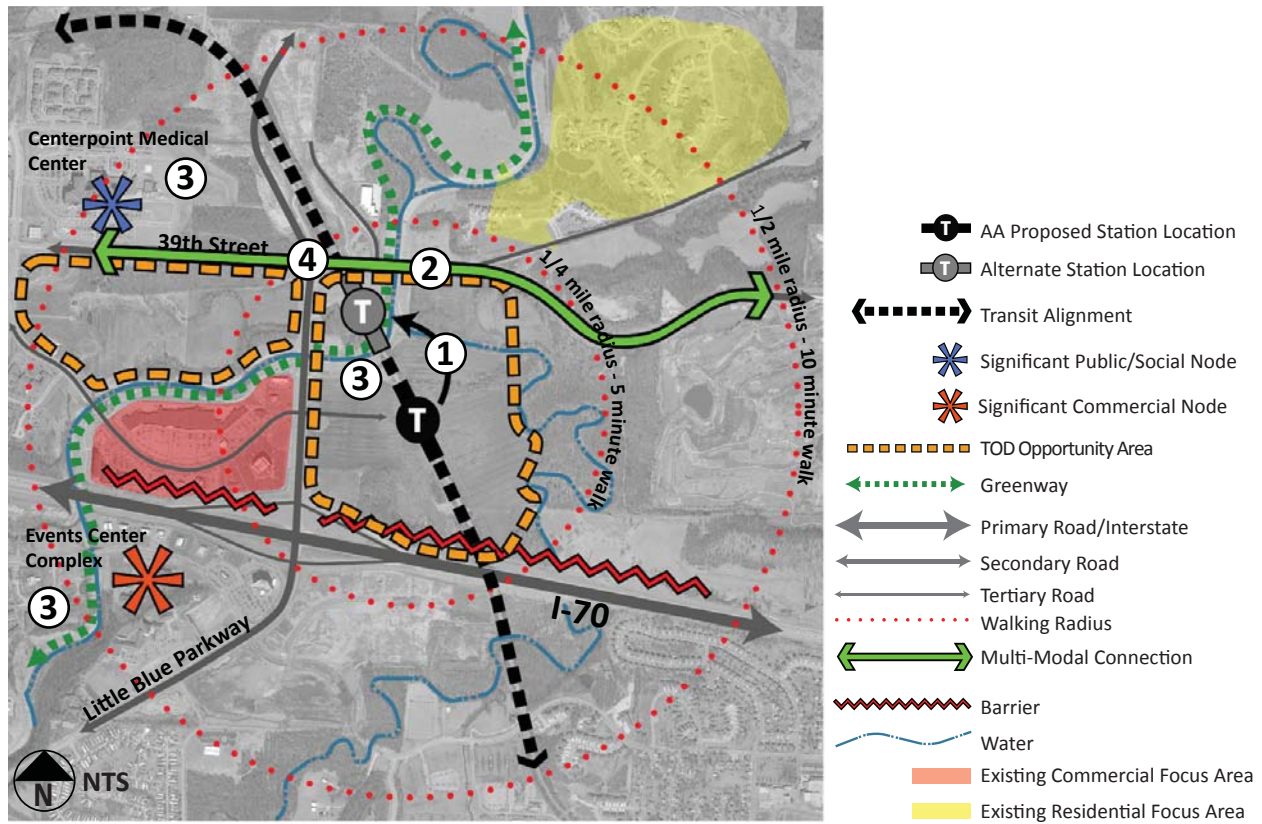 Centerpoint Medical
Center
3
39th Street
4
2
T
1
3
T
1/4 mile radius - 5 minute walk
1/2 mile radius - 10 minute walk
Events Center
Complex
3
I-70
Little Blue Parkway
N
NTS
T
AA Proposed Station Location
T
Alternate Station Location
Transit Alignment
Significant Public/Social Node
Significant Commercial Node
TOD Opportunity Area
Greenway
Primary Road/Interstate
Secondary Road
Tertiary Road
Walking Radius
Multi-Modal Connection
Barrier
Water
Existing Commercial Focus Area
Existing Residential Focus Area